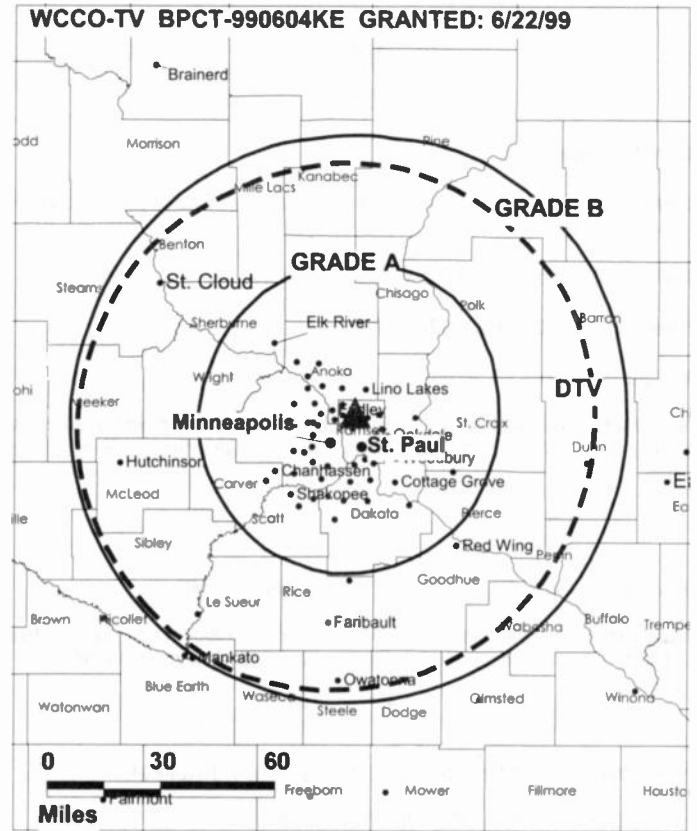 WCCO-TV BPCT-990604KE GRANTED: 6/22/99
Brainerd
Morrison
Pine
Kanabec
Mille Lacs
GRADE B
Benton
GRADE A
St. Cloud
Stearns
Chisago
Polk
Sherburne
Elk River
Barron
Anoka
Wright
DTV
Lino Lakes
Meeker
Minneapolis
St. Croix
St. Paul
Dunn
Hutchinson
Chanhassen
Carver
Cottage Grove
McLeod
Shakopee
Scott
Dakota
Pierce
Sibley
Red Wing
Pepin
Goodhue
Rice
Le Sueur
Brown
Nicollet
Faribault
Wabasha
Buffalo
Mankato
Blue Earth
Owatonna
Waseca
Olmsted
Winona
Watonwan
Steele
Dodge
0 30 60
Miles
Fairmont
Freeborn
Mower
Fillmore